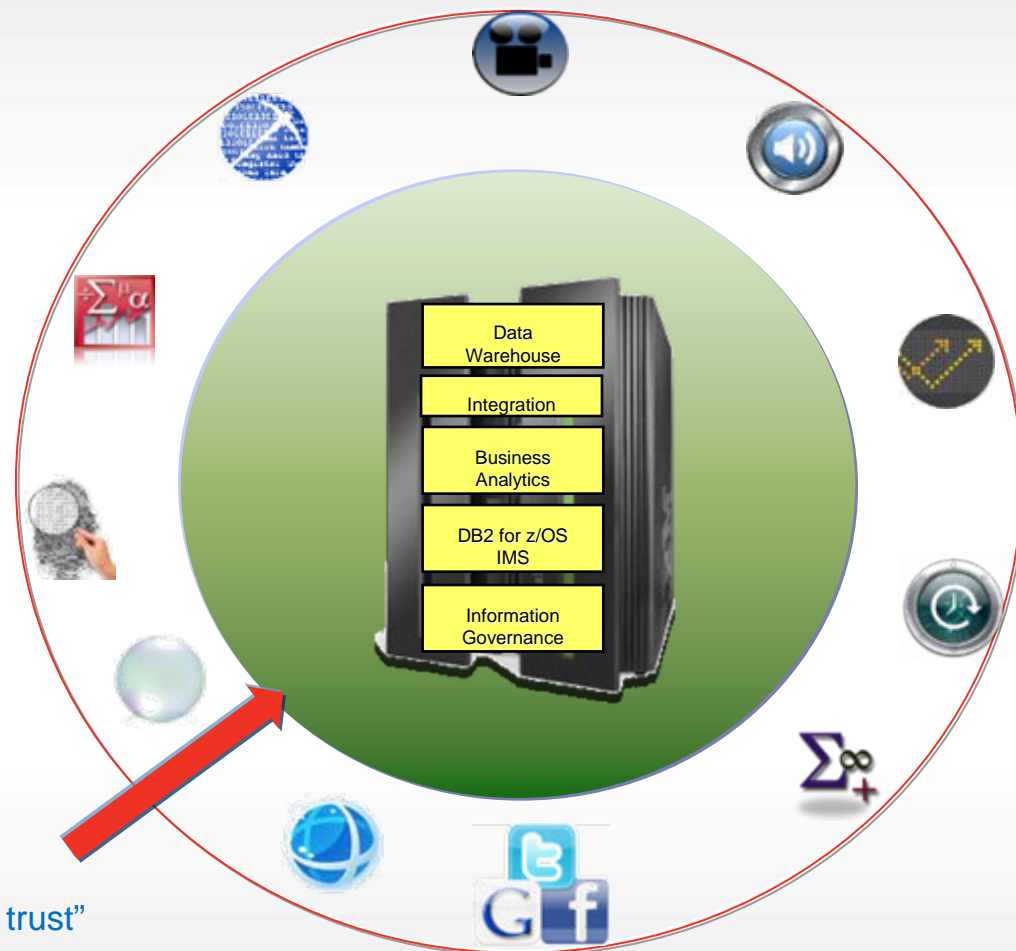 Data
Warehouse
Integration
Business
Analytics
DB2 for z/OS
IMS
Information
Governance
trust”